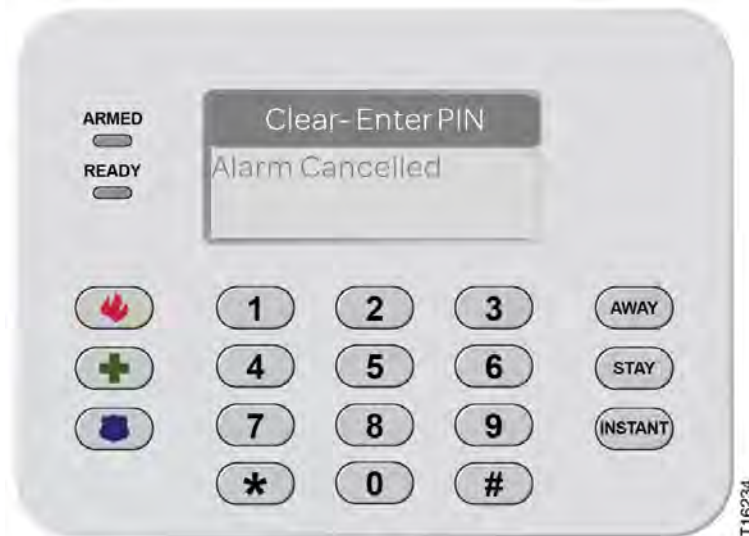 ARMED
READY
Clear-Enter PIN
Alarm Cancelled
1 2 3 AWAY
4 5 6 STAY
7 8 9 INSTANT
* 0 #
T16234